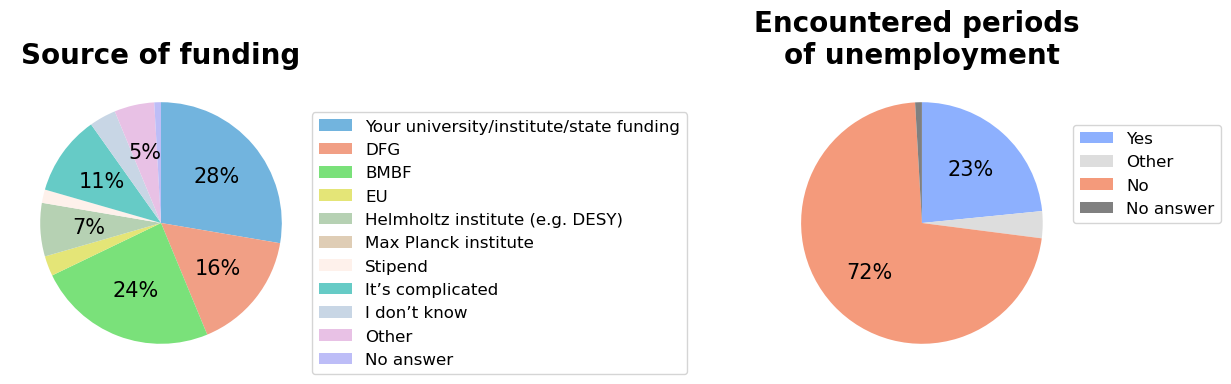 Source of funding
28%
16%
24%
7%
11%
5%
Your university/institute/state funding
DFG
BMBF
EU
Helmholtz institute (e.g. DESY)
Max Planck institute
Stipend
It’s complicated
I don’t know
Other
No answer
Encountered periods
of unemployment
23%
72%
Yes
Other
No
No answer